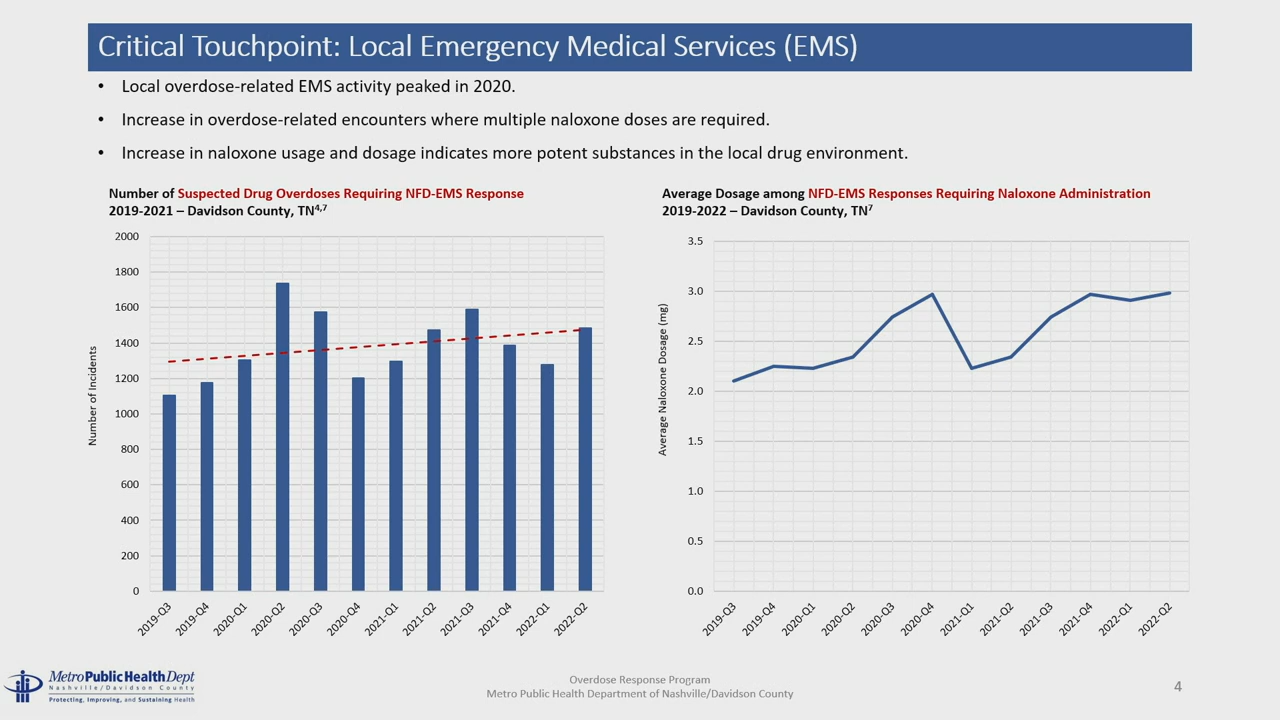 Critical Touchpoint: Local Emergency Medical Services (EMS)
• Local overdose-related EMS activity peaked in 2020.
• Increase in overdose-related encounters where multiple naloxone doses are required.
• Increase in naloxone usage and dosage indicates more potent substances in the local drug environment.
Number of Suspected Drug Overdoses Requiring NFD-EMS Response
2019-2021 – Davidson County, TN4,7
2000
1800
1600
1400
1200
1000
800
600
400
200
0
Number of Incidents
2019-Q3
2019-Q4
2020-Q1
2020-Q2
2020-Q3
2020-Q4
2021-Q1
2021-Q2
2021-Q3
2021-Q4
2022-Q1
2022-Q2
Average Dosage among NFD-EMS Responses Requiring Naloxone Administration
2019-2022 – Davidson County, TN7
3.5
3.0
2.5
2.0
1.5
1.0
0.5
0.0
Average Naloxone Dosage (mg)
2019-Q3
2019-Q4
2020-Q1
2020-Q2
2020-Q3
2020-Q4
2021-Q1
2021-Q2
2021-Q3
2021-Q4
2022-Q1
2022-Q2
Metro Public Health Dept
Nashville/Davidson County
Protecting, Improving, and Sustaining Health
Overdose Response Program
Metro Public Health Department of Nashville/Davidson County
4